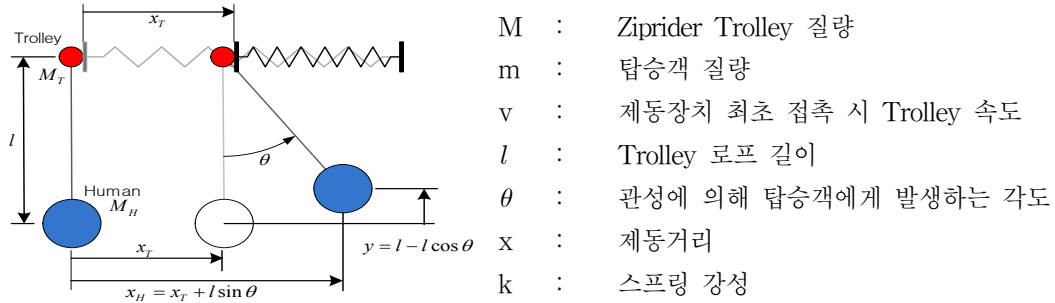 x_T
Trolley
M_T
l
θ
Human
M_H
x_T
y = l − l cos θ
x_H = x_T + l sin θ
M : Ziprider Trolley 질량
m : 탑승객 질량
v : 제동장치 최초 접촉 시 Trolley 속도
l : Trolley 로프 길이
θ : 관성에 의해 탑승객에게 발생하는 각도
x : 제동거리
k : 스프링 강성